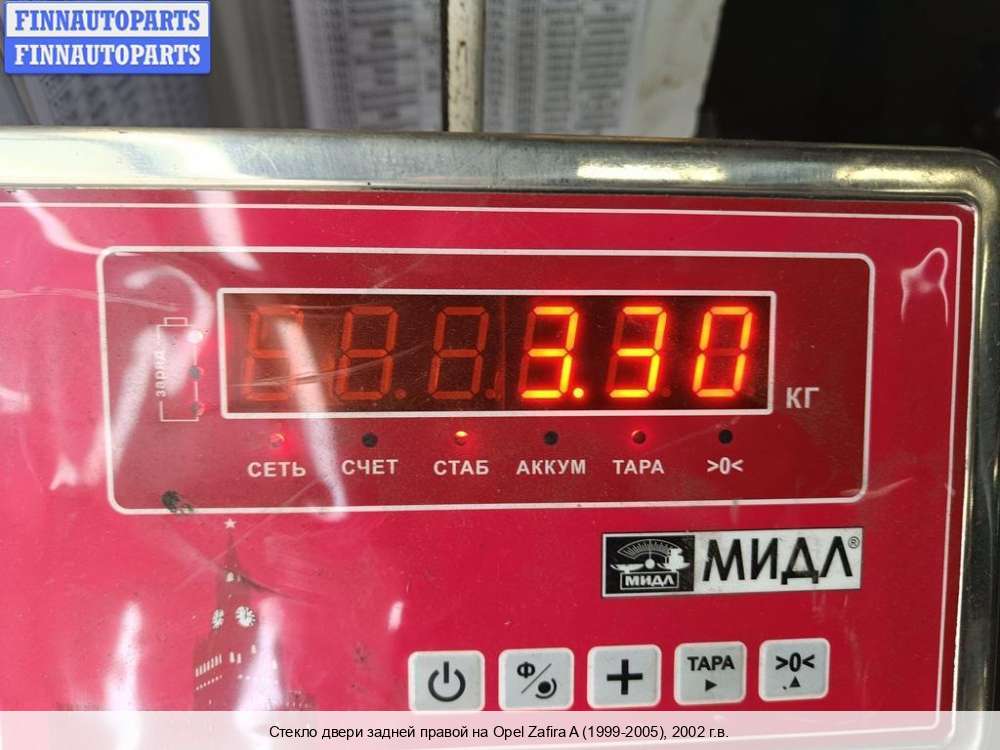 FINNAUTOPARTS
FINNAUTOPARTS
заряд
3.30
КГ
СЕТЬ СЧЕТ СТАБ АККУМ ТАРА >0<
МИДЛ МИДЛ®
Ф ТАРА >0<
Стекло двери задней правой на Opel Zafira A (1999-2005), 2002 г.в.